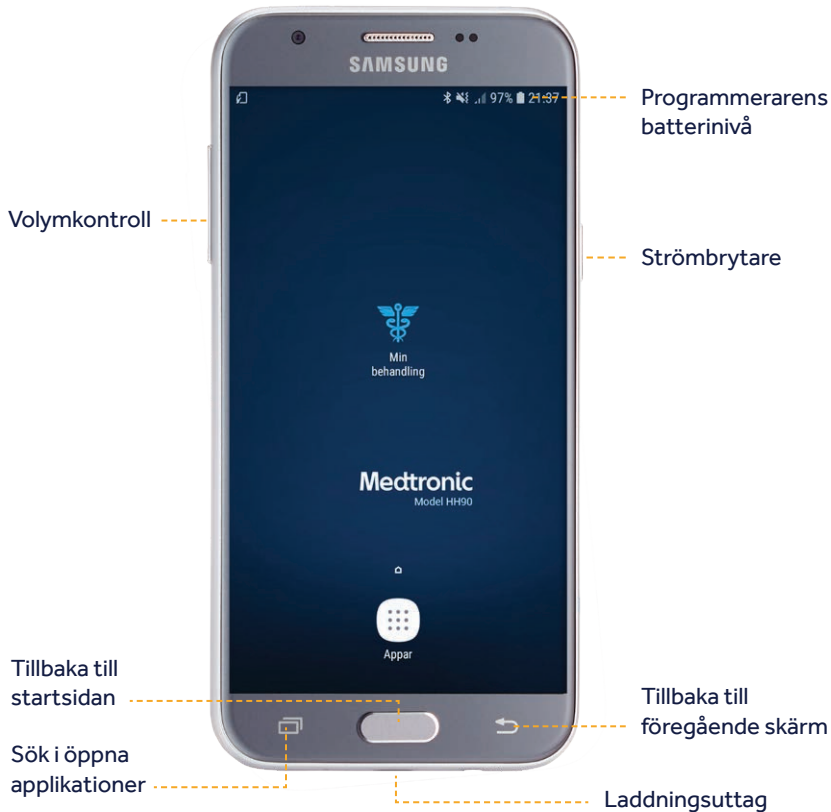 SAMSUNG
97% 21:37
Programmerarens
batterinivå
Volymkontroll
Strömbrytare
Min
behandling
Medtronic
Model HH90
Appar
Tillbaka till
startsidan
Tillbaka till
föregående skärm
Sök i öppna
applikationer
Laddningsuttag